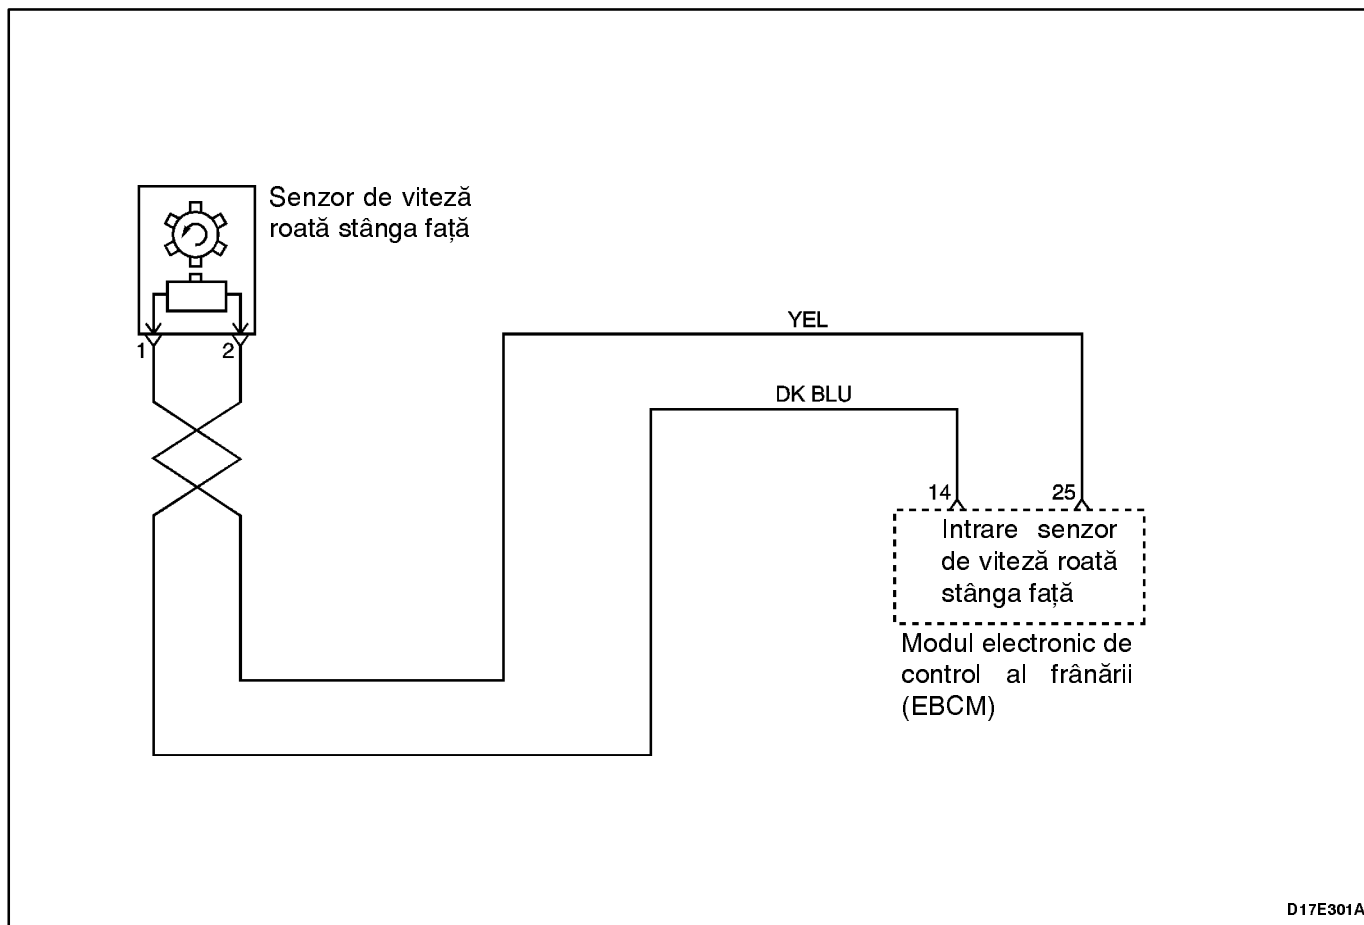 Senzor de viteză
roată stânga față
1
2
YEL
DK BLU
14
25
Intrare senzor
de viteză roată
stânga față
Modul electronic de
control al frânării
(EBCM)
D17E301A